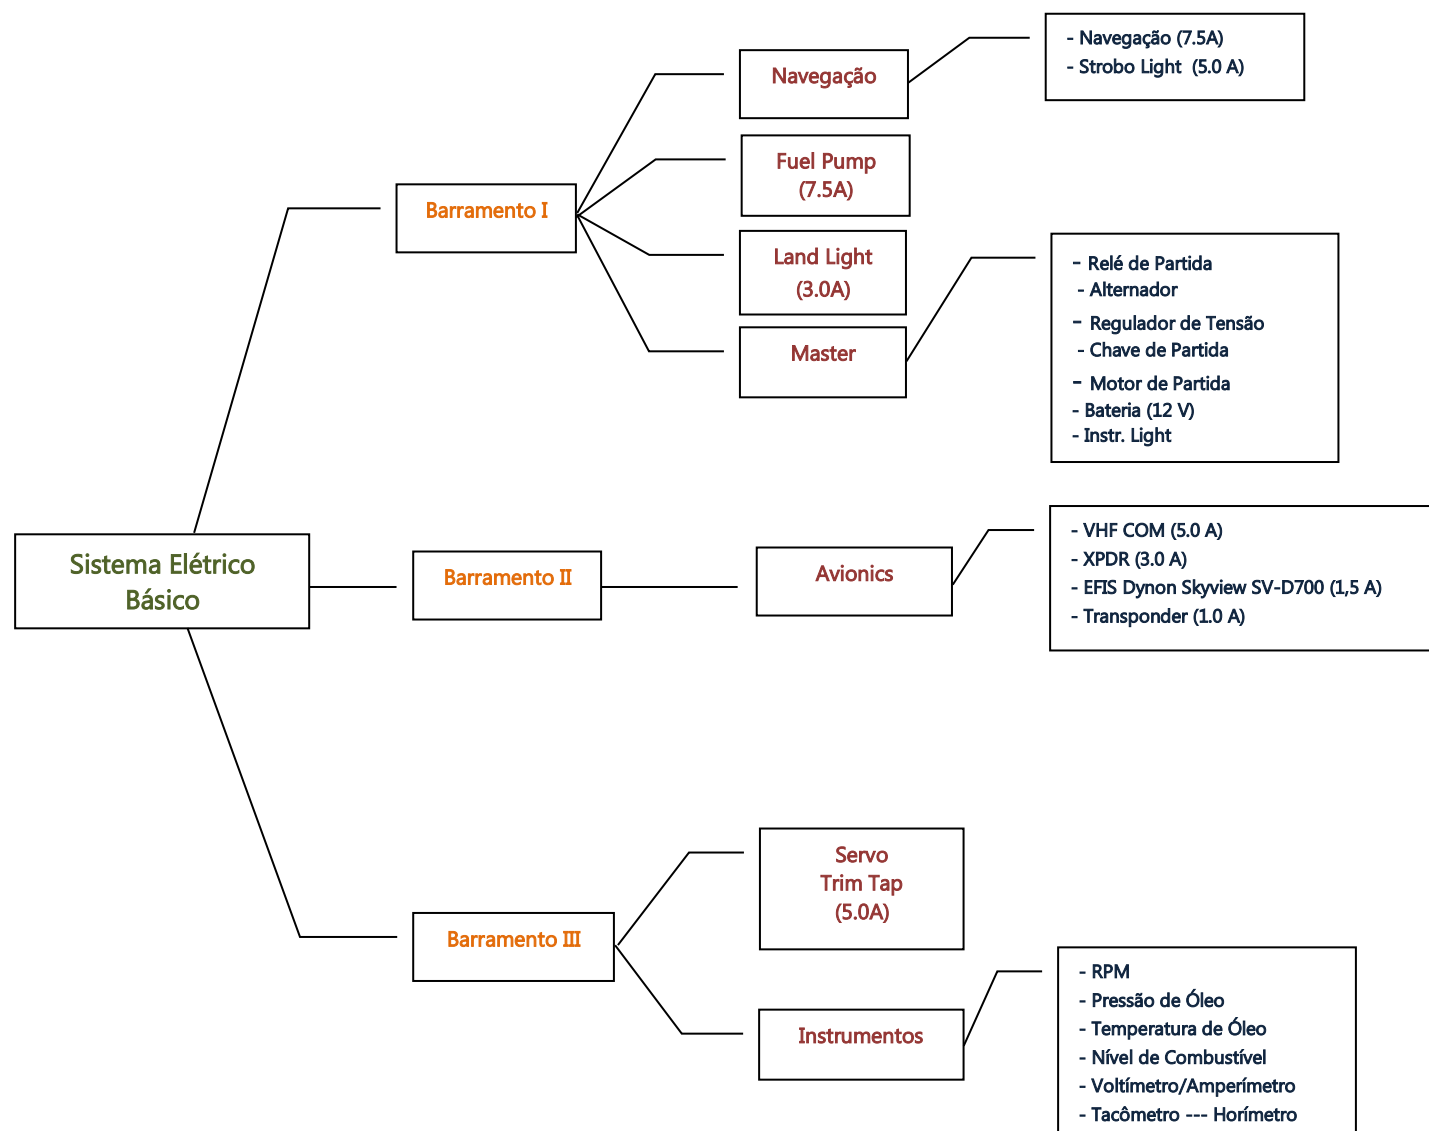 Sistema Elétrico
Básico
Barramento I
Navegação
- Navegação (7.5A)
- Strobo Light (5.0 A)
Fuel Pump
(7.5A)
Land Light
(3.0A)
Master
- Relé de Partida
- Alternador
- Regulador de Tensão
- Chave de Partida
- Motor de Partida
- Bateria (12 V)
- Instr. Light
Barramento II
Avionics
- VHF COM (5.0 A)
- XPDR (3.0 A)
- EFIS Dynon Skyview SV-D700 (1,5 A)
- Transponder (1.0 A)
Barramento III
Servo
Trim Tap
(5.0A)
Instrumentos
- RPM
- Pressão de Óleo
- Temperatura de Óleo
- Nível de Combustível
- Voltímetro/Amperímetro
- Tacômetro --- Horímetro